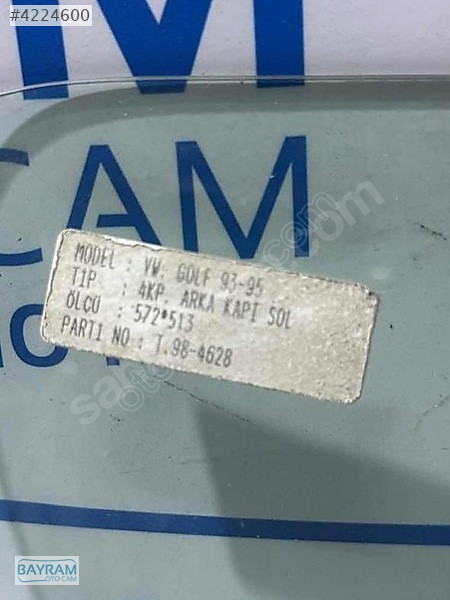 #4224600
M
CAM
MODEL : VW. GOLF 93-95
TIP : 4KP. ARKA KAPI SOL
ÖLÇÜ : 572*513
PARTI NO : T.98-4628
BAYRAM
OTO CAM